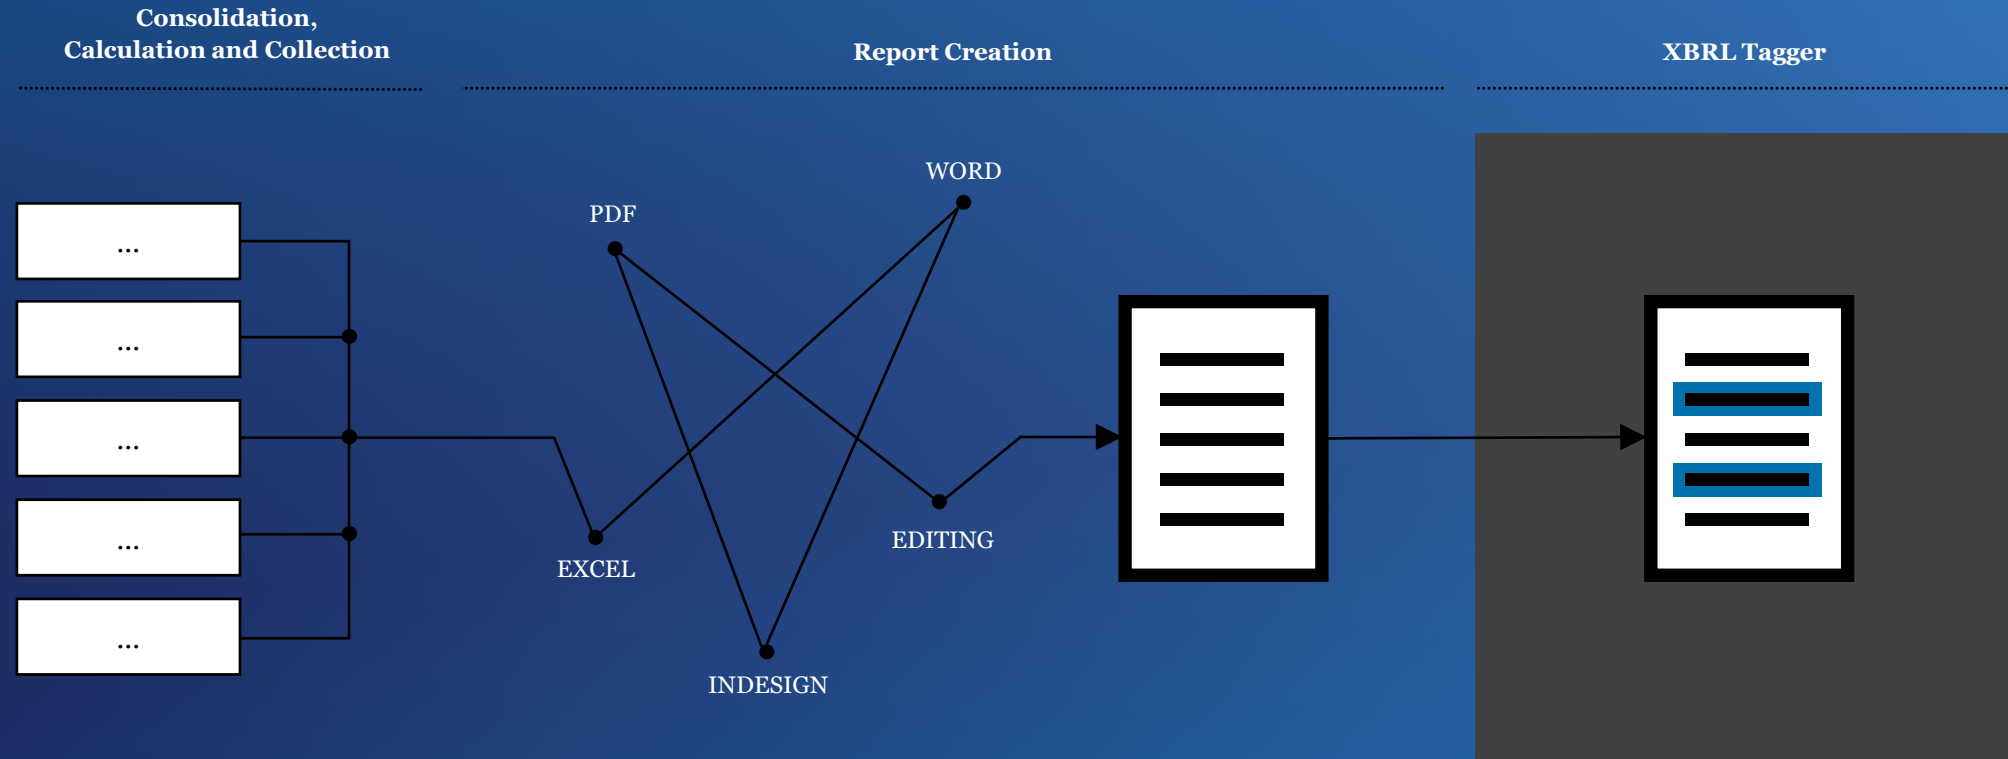 Consolidation,
Calculation and Collection
Report Creation
XBRL Tagger
...
...
...
...
...
PDF
WORD
EXCEL
EDITING
INDESIGN